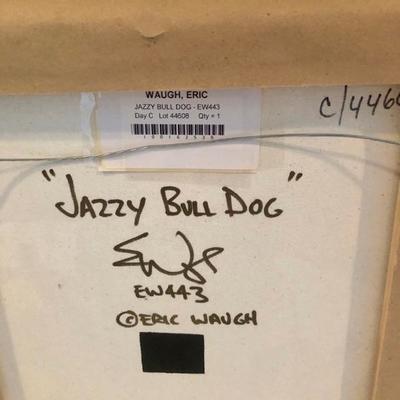 WAUGH, ERIC
JAZZY BULL DOG - EW443
Day C Lot 44608 Qty = 1
"JAZZY BULL DOG"
EW443
©ERIC WAUGH